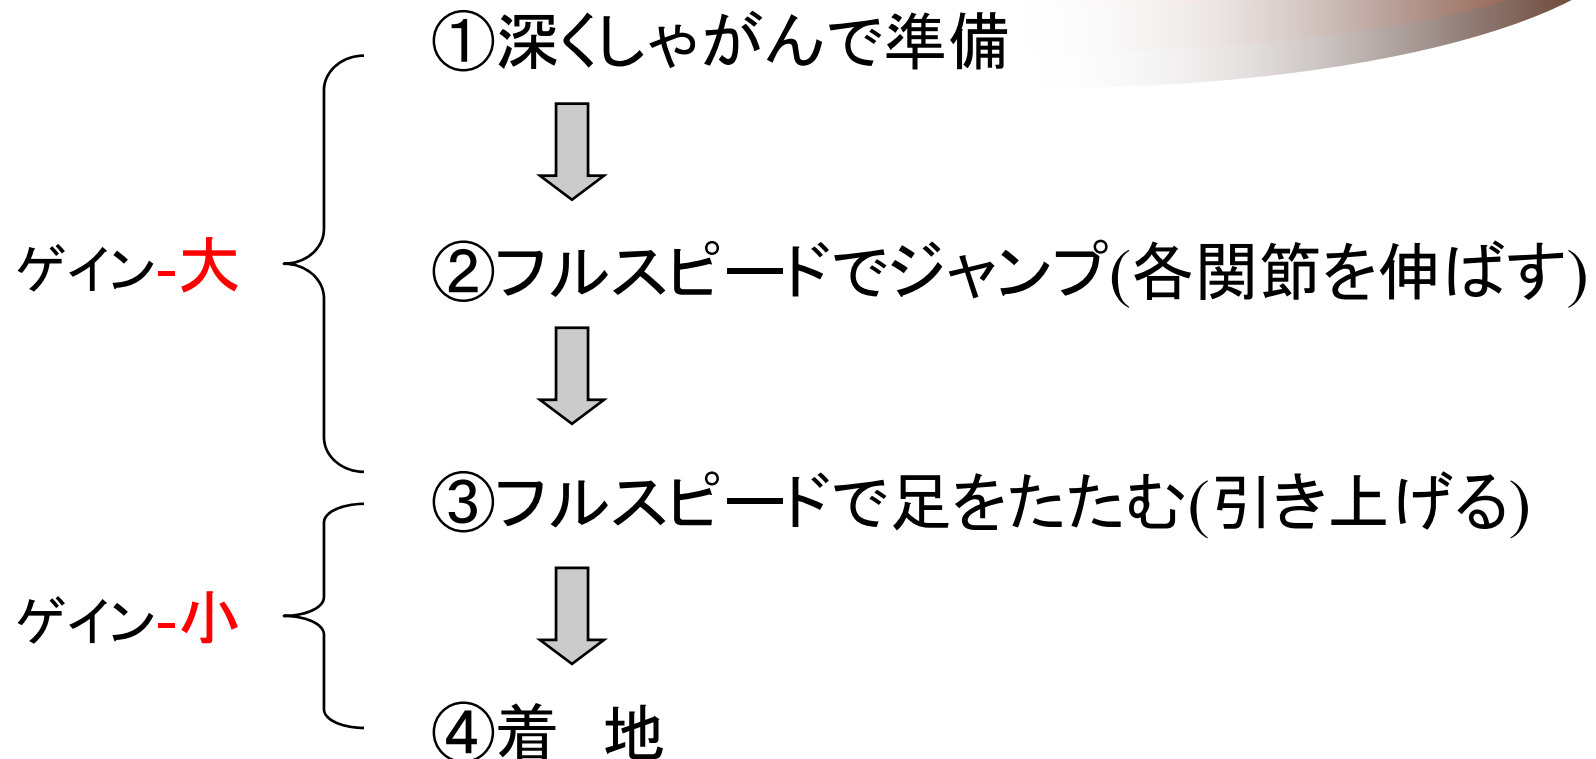 ①深くしゃがんで準備
ゲイン-大
②フルスピードでジャンプ(各関節を伸ばす)
③フルスピードで足をたたむ(引き上げる)
ゲイン-小
④着　地